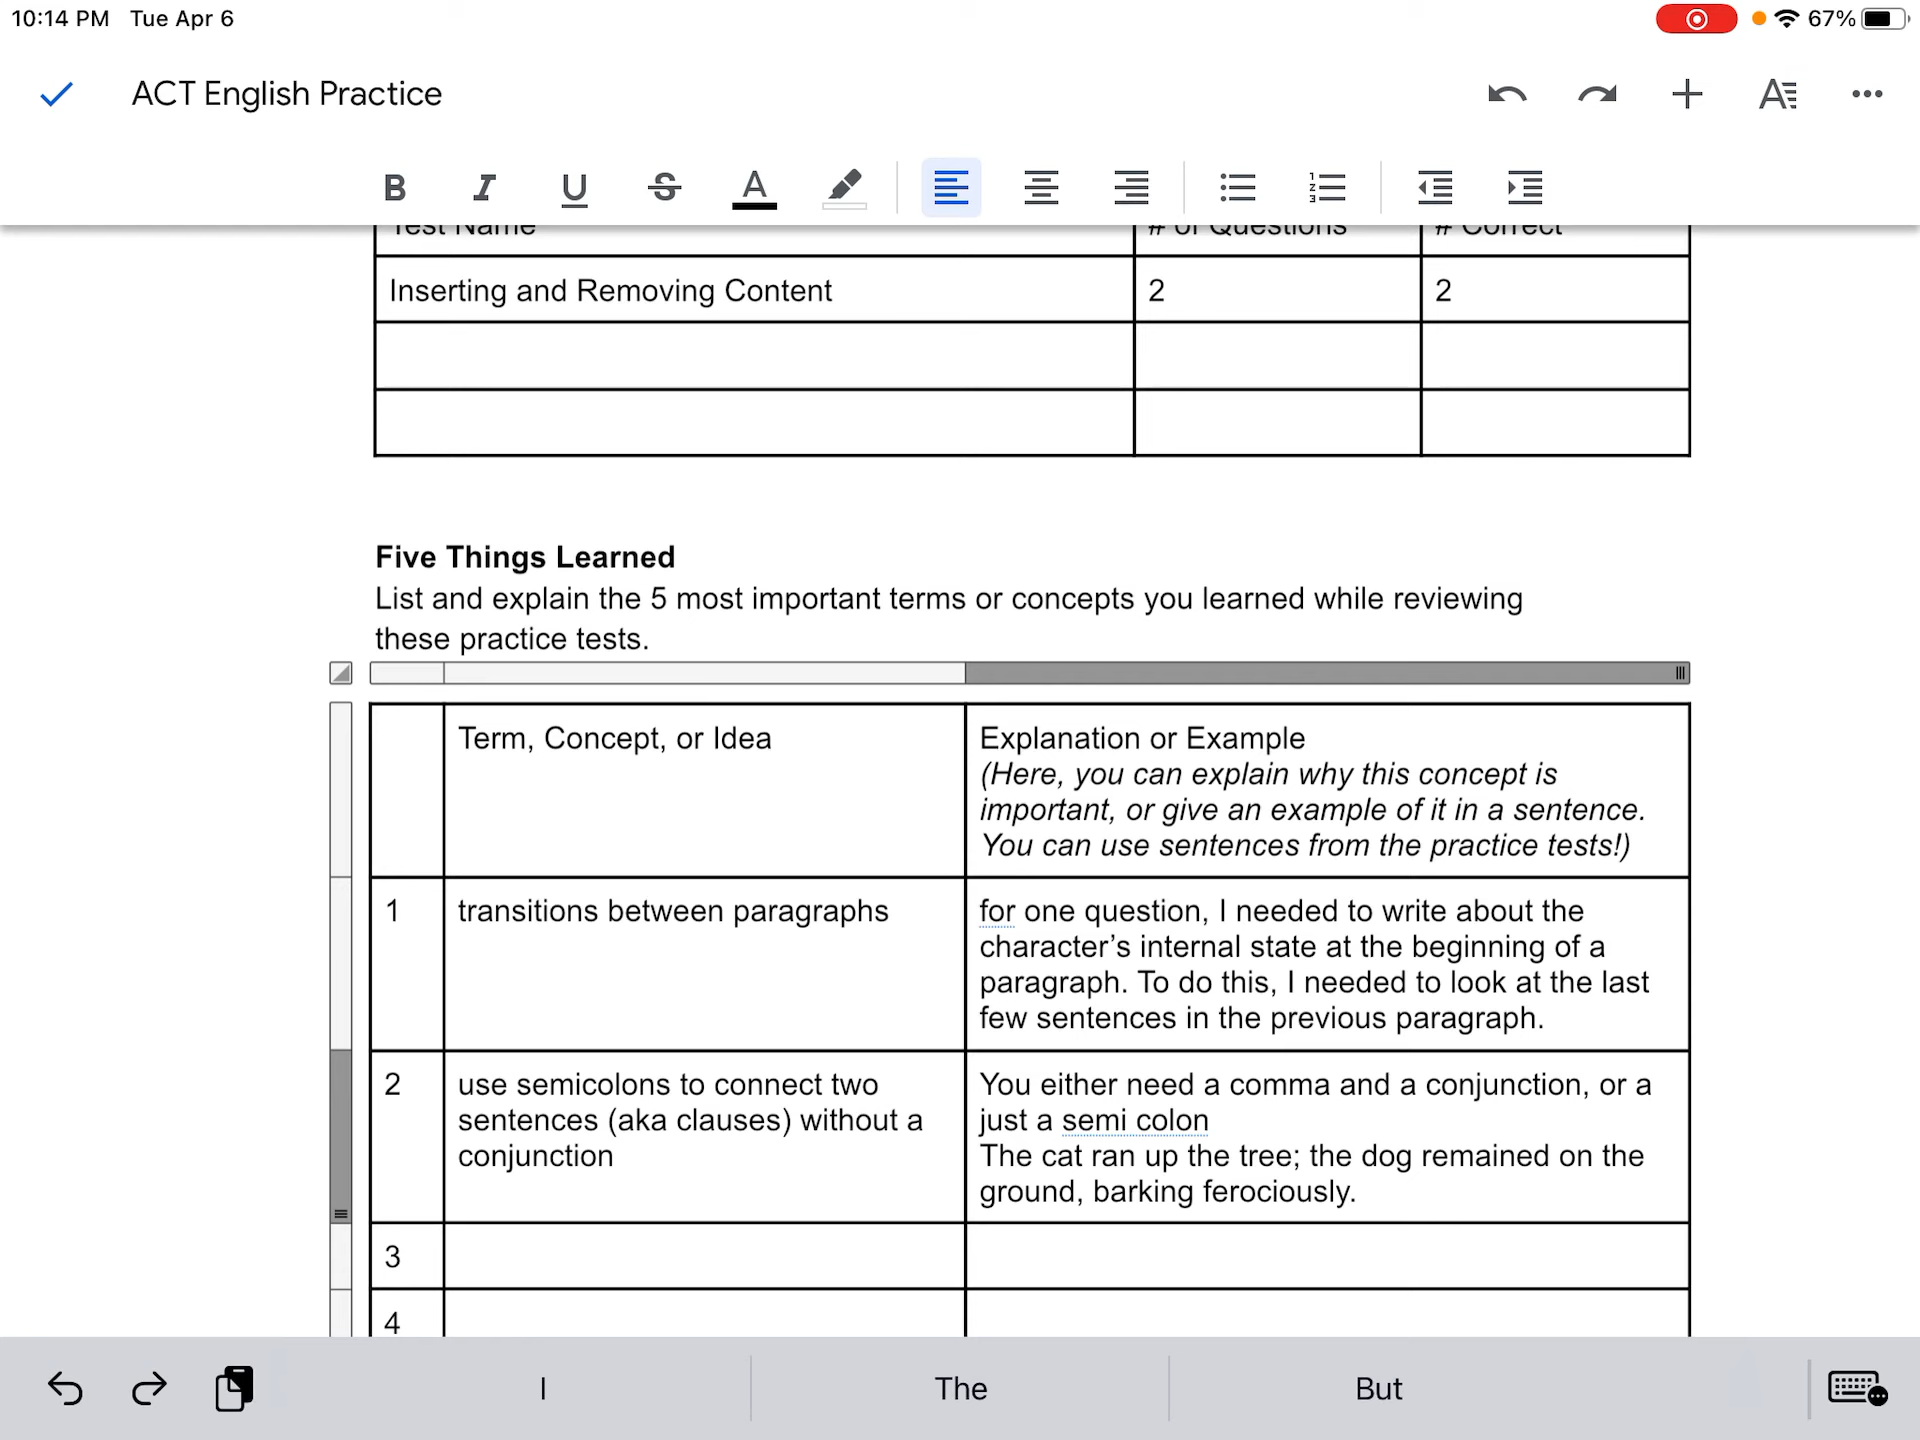 10:14 PM Tue Apr 6
67%
ACT English Practice
B I U S A
Test Name # of Questions # Correct
Inserting and Removing Content 2 2
Five Things Learned
List and explain the 5 most important terms or concepts you learned while reviewing
these practice tests.
Term, Concept, or Idea
Explanation or Example
(Here, you can explain why this concept is
important, or give an example of it in a sentence.
You can use sentences from the practice tests!)
1
transitions between paragraphs
for one question, I needed to write about the
character’s internal state at the beginning of a
paragraph. To do this, I needed to look at the last
few sentences in the previous paragraph.
2
use semicolons to connect two
sentences (aka clauses) without a
conjunction
You either need a comma and a conjunction, or a
just a semi colon
The cat ran up the tree; the dog remained on the
ground, barking ferociously.
3
4
I The But